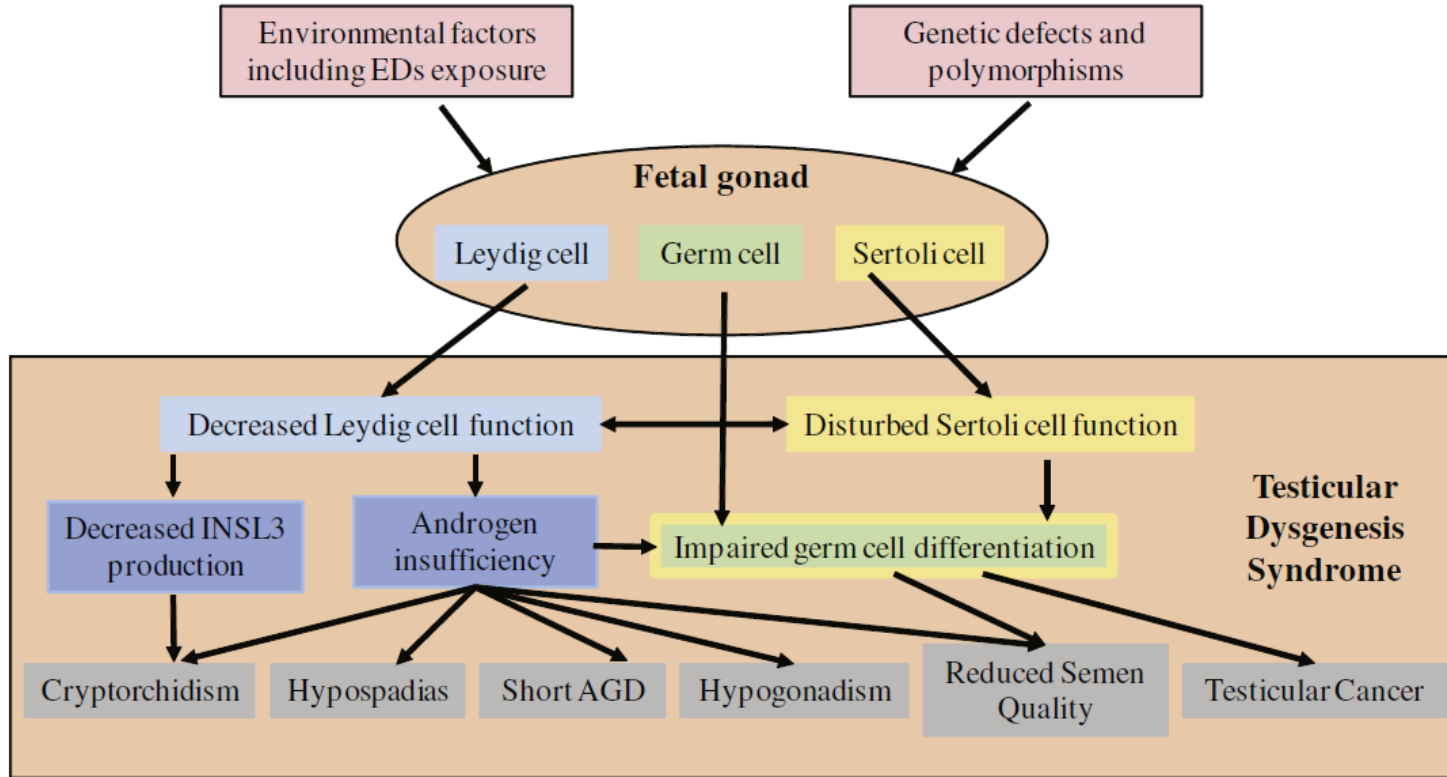 Environmental factors
including EDs exposure
Genetic defects and
polymorphisms
Fetal gonad
Leydig cell
Germ cell
Sertoli cell
Decreased Leydig cell function
Disturbed Sertoli cell function
Testicular
Dysgenesis
Syndrome
Decreased INSL3
production
Androgen
insufficiency
Impaired germ cell differentiation
Cryptorchidism
Hypospadias
Short AGD
Hypogonadism
Reduced Semen
Quality
Testicular Cancer